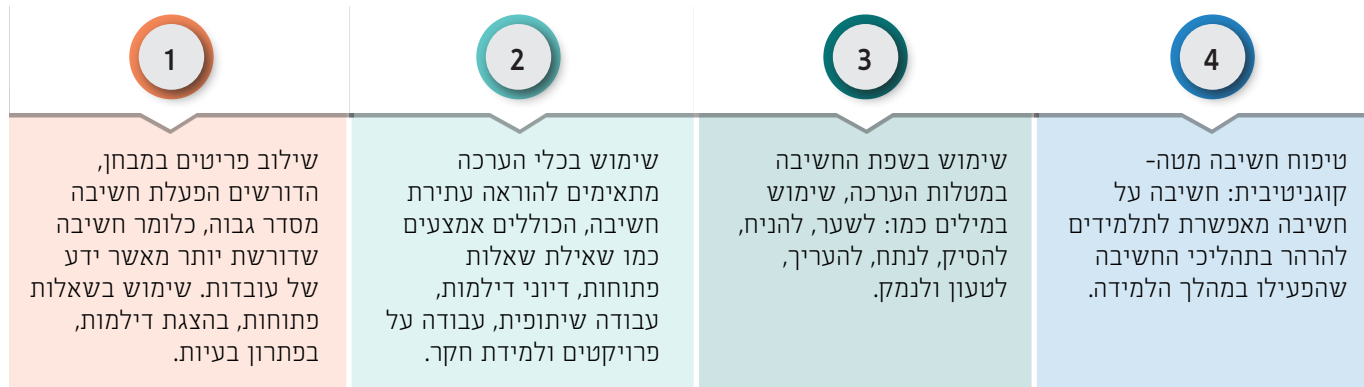 1
שילוב פריטים במבחן,
הדורשים הפעלת חשיבה
מסדר גבוה, כלומר חשיבה
שדורשת יותר מאשר ידע
של עובדות. שימוש בשאלות
פתוחות, בהצגת דילמות,
בפתרון בעיות.
2
שימוש בכלי הערכה
מתאימים להוראה עתירת
חשיבה, הכוללים אמצעים
כמו שאילת שאלות
פתוחות, דיוני דילמות,
עבודה שיתופית, עבודה על
פרויקטים ולמידת חקר.
3
שימוש בשפת החשיבה
במטלות הערכה, שימוש
במילים כמו: לשער, להניח,
להסיק, לנתח, להעריך,
לטעון ולנמק.
4
טיפוח חשיבה מטה-
קוגניטיבית: חשיבה על
חשיבה מאפשרת לתלמידים
להרהר בתהליכי החשיבה
שהפעילו במהלך הלמידה.